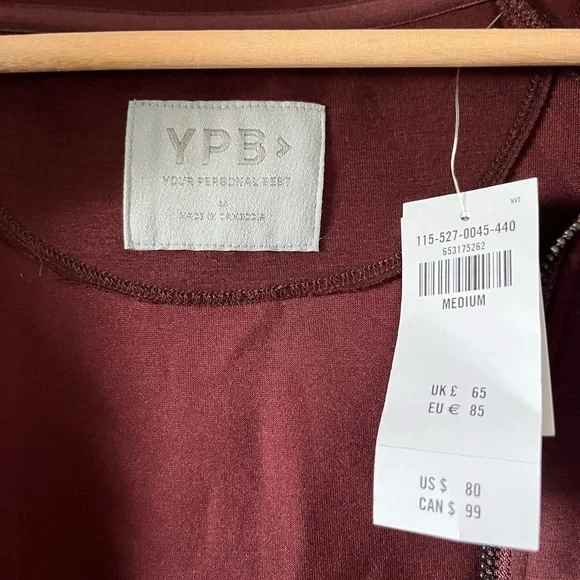 YPB>
YOUR PERSONAL BEST
MADE IN CAMBODIA
NVT
115-527-0045-440
653175262
MEDIUM
UK £ 65
EU € 85
US $ 80
CAN $ 99